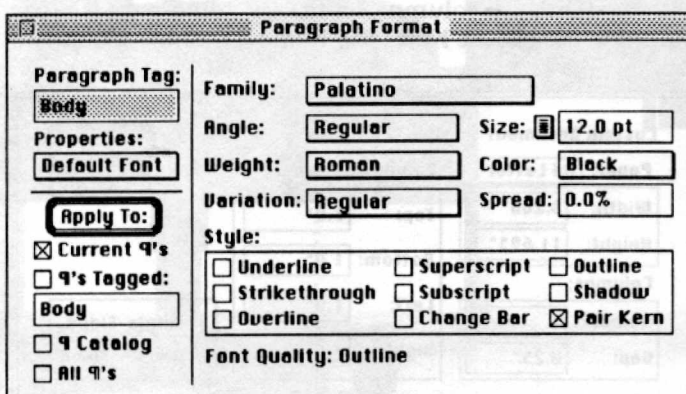 Paragraph Format
Paragraph Tag:
Body
Properties:
Default Font
Apply To:
Current ¶'s
¶'s Tagged:
Body
¶ Catalog
All ¶'s
Family: Palatino
Angle: Regular Size: 12.0 pt
Weight: Roman Color: Black
Variation: Regular Spread: 0.0%
Style:
Underline Superscript Outline
Strikethrough Subscript Shadow
Overline Change Bar Pair Kern
Font Quality: Outline